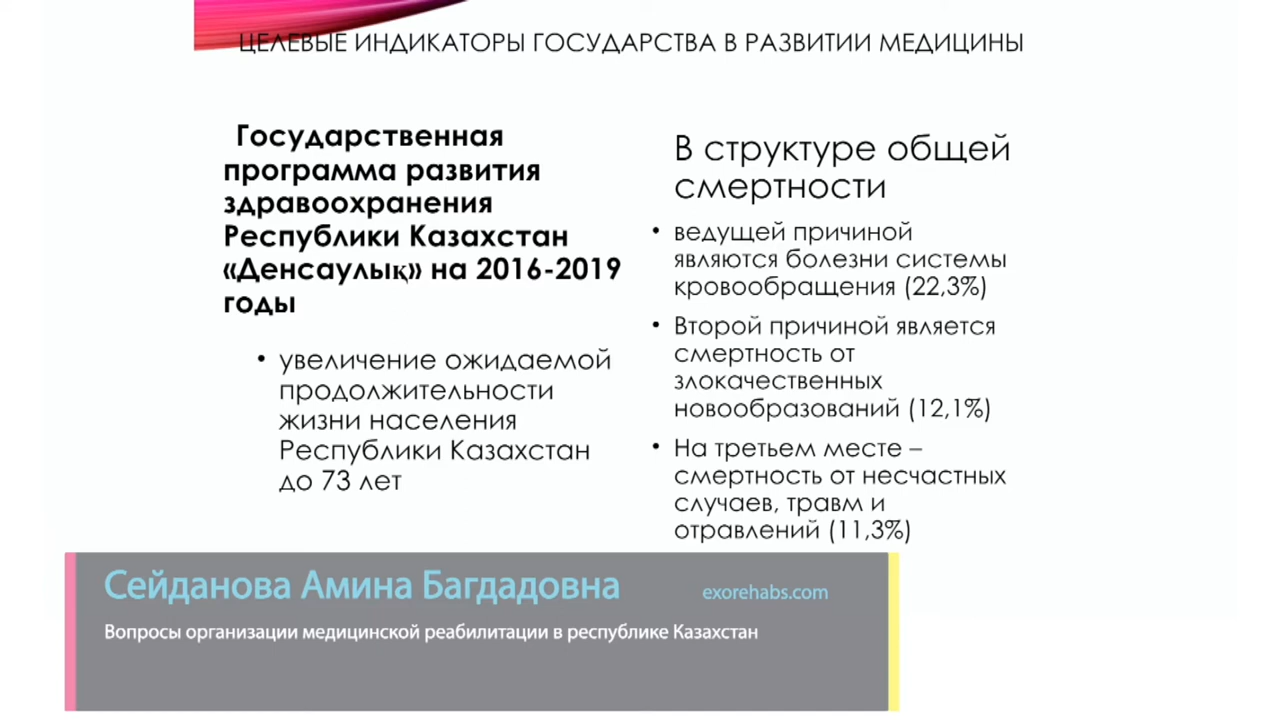 ЦЕЛЕВЫЕ ИНДИКАТОРЫ ГОСУДАРСТВА В РАЗВИТИИ МЕДИЦИНЫ
Государственная
программа развития
здравоохранения
Республики Казахстан
«Денсаулық» на 2016-2019
годы
• увеличение ожидаемой
продолжительности
жизни населения
Республики Казахстан
до 73 лет
В структуре общей
смертности
• ведущей причиной
являются болезни системы
кровообращения (22,3%)
• Второй причиной является
смертность от
злокачественных
новообразований (12,1%)
• На третьем месте –
смертность от несчастных
случаев, травм и
отравлений (11,3%)
Сейданова Амина Багдадовна
exorehabs.com
Вопросы организации медицинской реабилитации в республике Казахстан